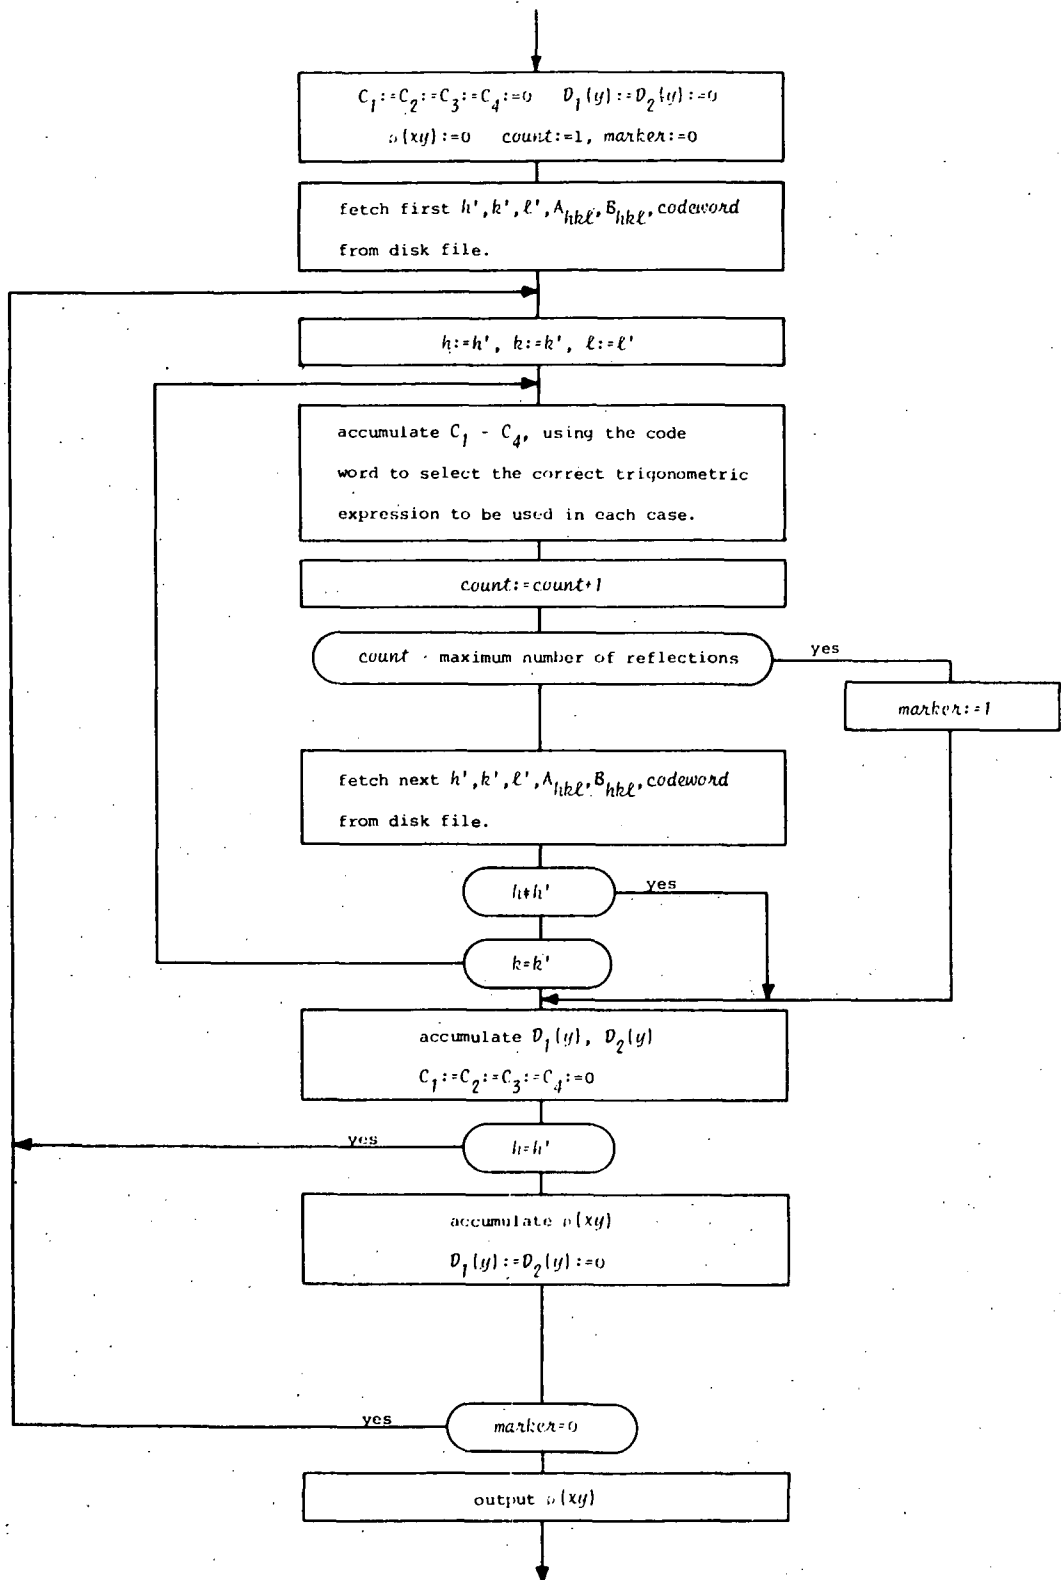 C₁:=C₂:=C₃:=C₄:=0 D₁(y):=D₂(y):=0
(xy):=0 count:=1, marker:=0
fetch first h',k',ℓ',A_hkℓ,B_hkℓ,codeword
from disk file.
h:=h', k:=k', ℓ:=ℓ'
accumulate C₁ - C₄, using the code
word to select the correct trigonometric
expression to be used in each case.
count:=count+1
count maximum number of reflections
yes
marker:=1
fetch next h',k',ℓ',A_hkℓ,B_hkℓ,codeword
from disk file.
h≠h'
yes
k=k'
accumulate D₁(y), D₂(y)
C₁:=C₂:=C₃:=C₄:=0
yes
h=h'
accumulate (xy)
D₁(y):=D₂(y):=0
yes
marker=0
output (xy)